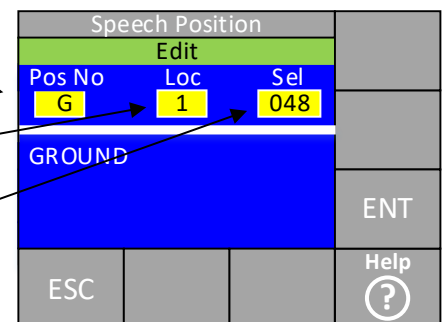 Speech Position
Edit
Pos No Loc Sel
G 1 048
GROUND
ENT
ESC
Help
?